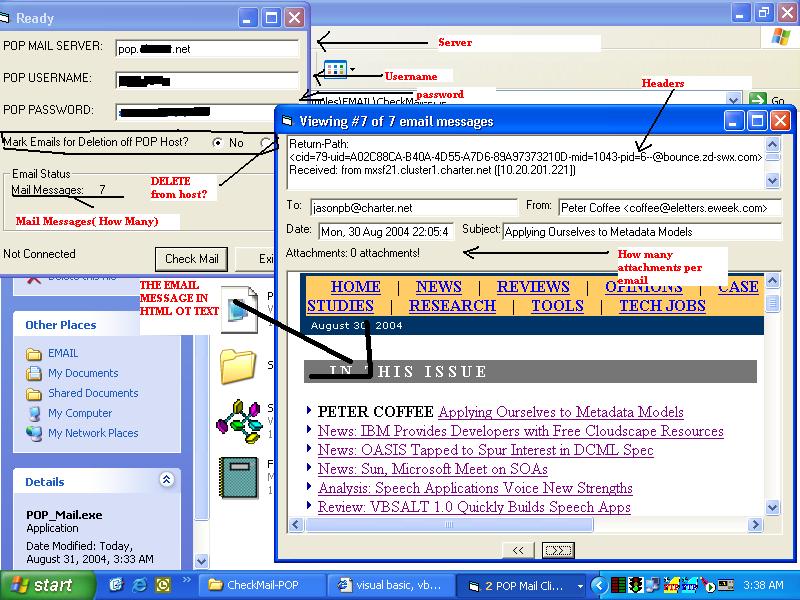 Ready
POP MAIL SERVER:
pop. .net
Server
POP USERNAME:
Username
POP PASSWORD:
password
Mark Emails for Deletion off POP Host?
No
Email Status
Mail Messages: 7
DELETE
from host?
Mail Messages( How Many)
Not Connected
Check Mail
Exi
Go
Headers
Viewing #7 of 7 email messages
Return-Path:
<cid=79-uid=A02C88CA-B40A-4D55-A7D6-89A97373210D-mid=1043-pid=6--@bounce.zd-swx.com>
Received: from mxsf21.cluster1.charter.net ([10.20.201.221])
To: jasonpb@charter.net
From: Peter Coffee <coffee@eletters.eweek.com>
Date: Mon, 30 Aug 2004 22:05:4
Subject: Applying Ourselves to Metadata Models
Attachments: 0 attachments!
How many
attachments per
email
THE EMAIL
MESSAGE IN
HTML OT TEXT
HOME | NEWS | REVIEWS | OPINIONS | CASE
STUDIES | RESEARCH | TOOLS | TECH JOBS
August 30, 2004
IN THIS ISSUE
PETER COFFEE Applying Ourselves to Metadata Models
News: IBM Provides Developers with Free Cloudscape Resources
News: OASIS Tapped to Spur Interest in DCML Spec
News: Sun, Microsoft Meet on SOAs
Analysis: Speech Applications Voice New Strengths
Review: VBSALT 1.0 Quickly Builds Speech Apps
<<
>>
Delete this file
Other Places
EMAIL
My Documents
Shared Documents
My Computer
My Network Places
Details
POP_Mail.exe
Application
Date Modified: Today,
August 31, 2004, 3:33 AM
start
CheckMail-POP
visual basic, vb...
2 POP Mail Cli...
3:38 AM